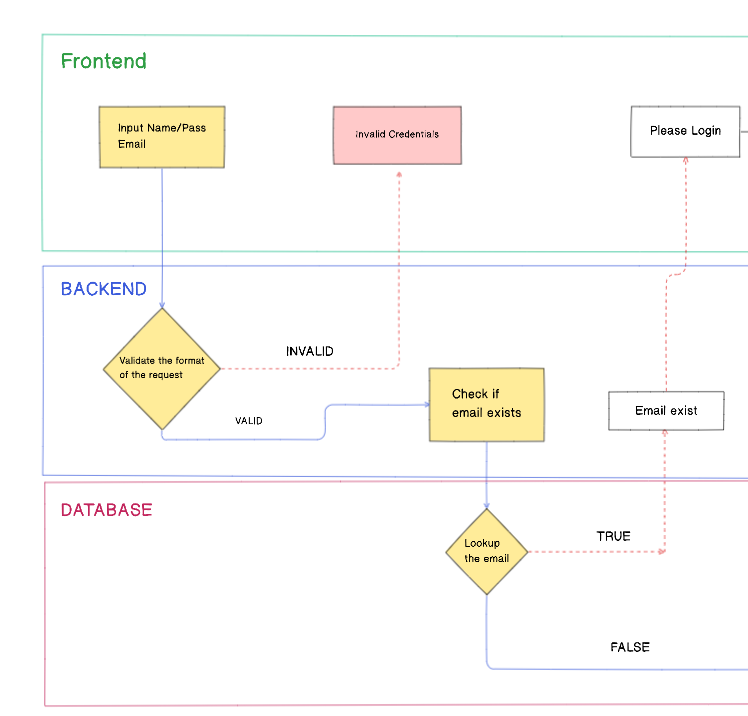 Frontend
Input Name/Pass
Email
Invalid Credentials
Please Login
BACKEND
Validate the format
of the request
INVALID
VALID
Check if
email exists
Email exist
DATABASE
Lookup
the email
TRUE
FALSE